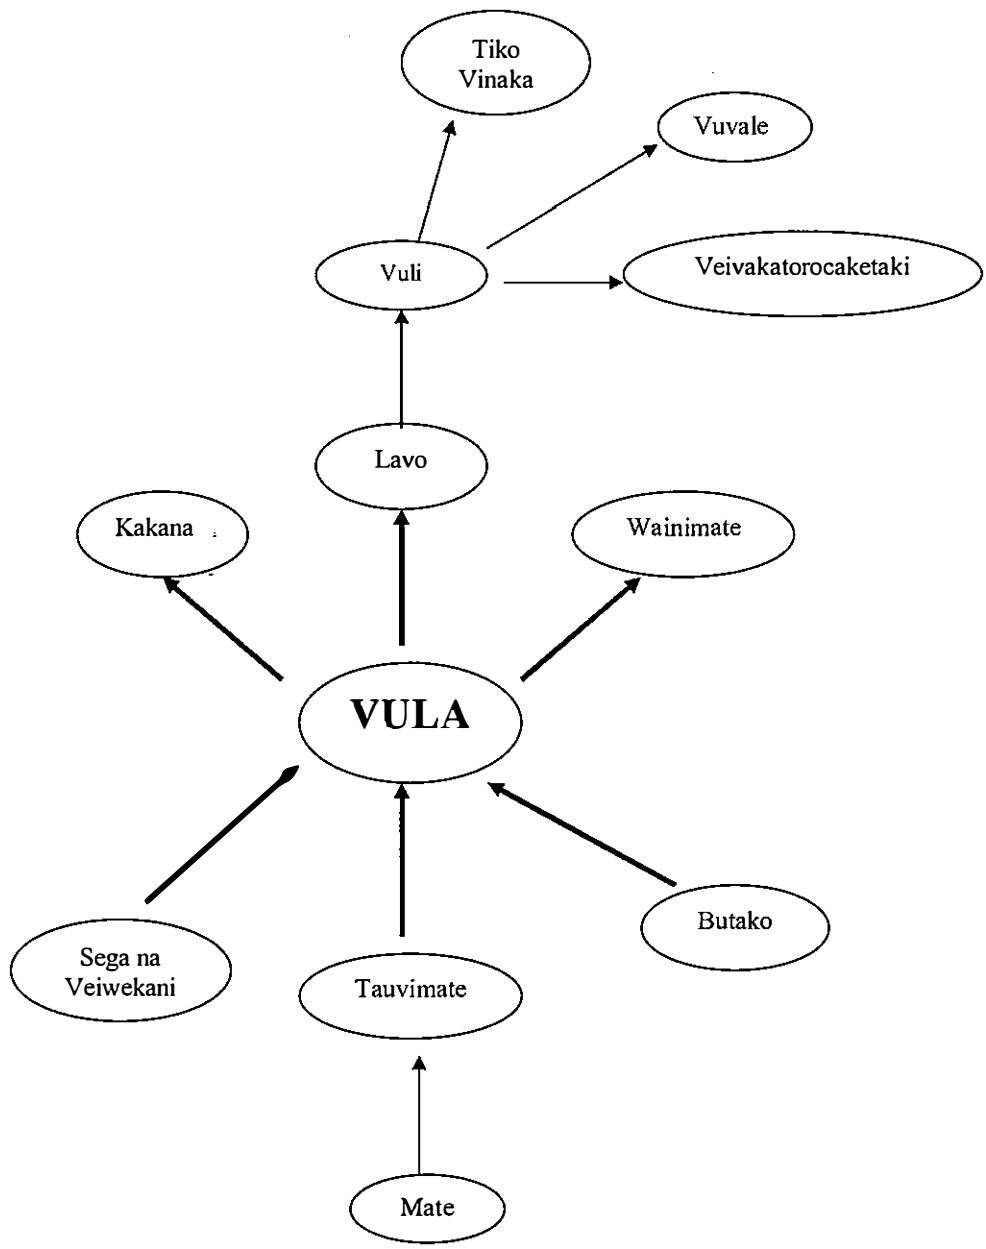 Tiko
Vinaka
Vuvale
Vuli
Veivakatorocaketaki
Lavo
Kakana
Wainimate
VULA
Butako
Sega na
Veiwekani
Tauvimate
Mate